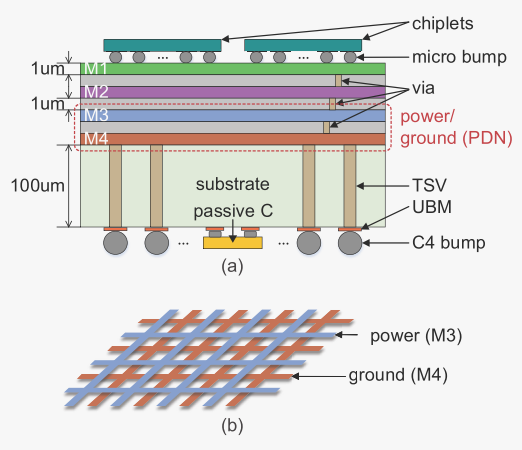 chiplets
... ...
micro bump
1um M1
via
M2
1um
M3
power/
ground (PDN)
M4
100um
substrate
passive C
TSV
UBM
... ...
C4 bump
(a)
power (M3)
ground (M4)
(b)